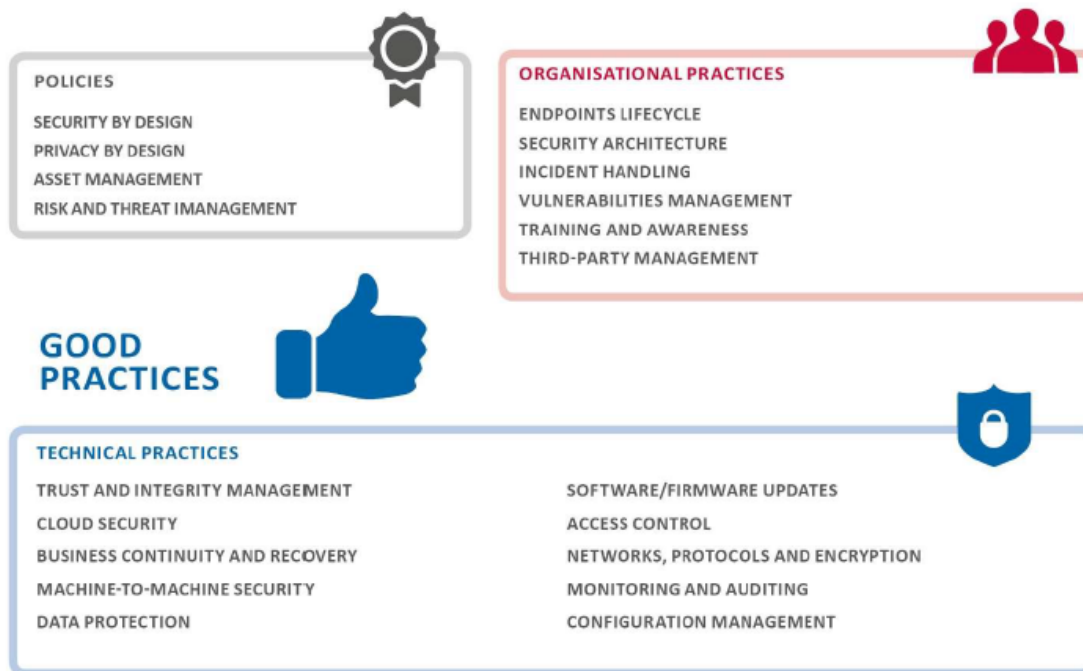 POLICIES
SECURITY BY DESIGN
PRIVACY BY DESIGN
ASSET MANAGEMENT
RISK AND THREAT IMANAGEMENT
ORGANISATIONAL PRACTICES
ENDPOINTS LIFECYCLE
SECURITY ARCHITECTURE
INCIDENT HANDLING
VULNERABILITIES MANAGEMENT
TRAINING AND AWARENESS
THIRD-PARTY MANAGEMENT
GOOD
PRACTICES
TECHNICAL PRACTICES
TRUST AND INTEGRITY MANAGEMENT
CLOUD SECURITY
BUSINESS CONTINUITY AND RECOVERY
MACHINE-TO-MACHINE SECURITY
DATA PROTECTION
SOFTWARE/FIRMWARE UPDATES
ACCESS CONTROL
NETWORKS, PROTOCOLS AND ENCRYPTION
MONITORING AND AUDITING
CONFIGURATION MANAGEMENT